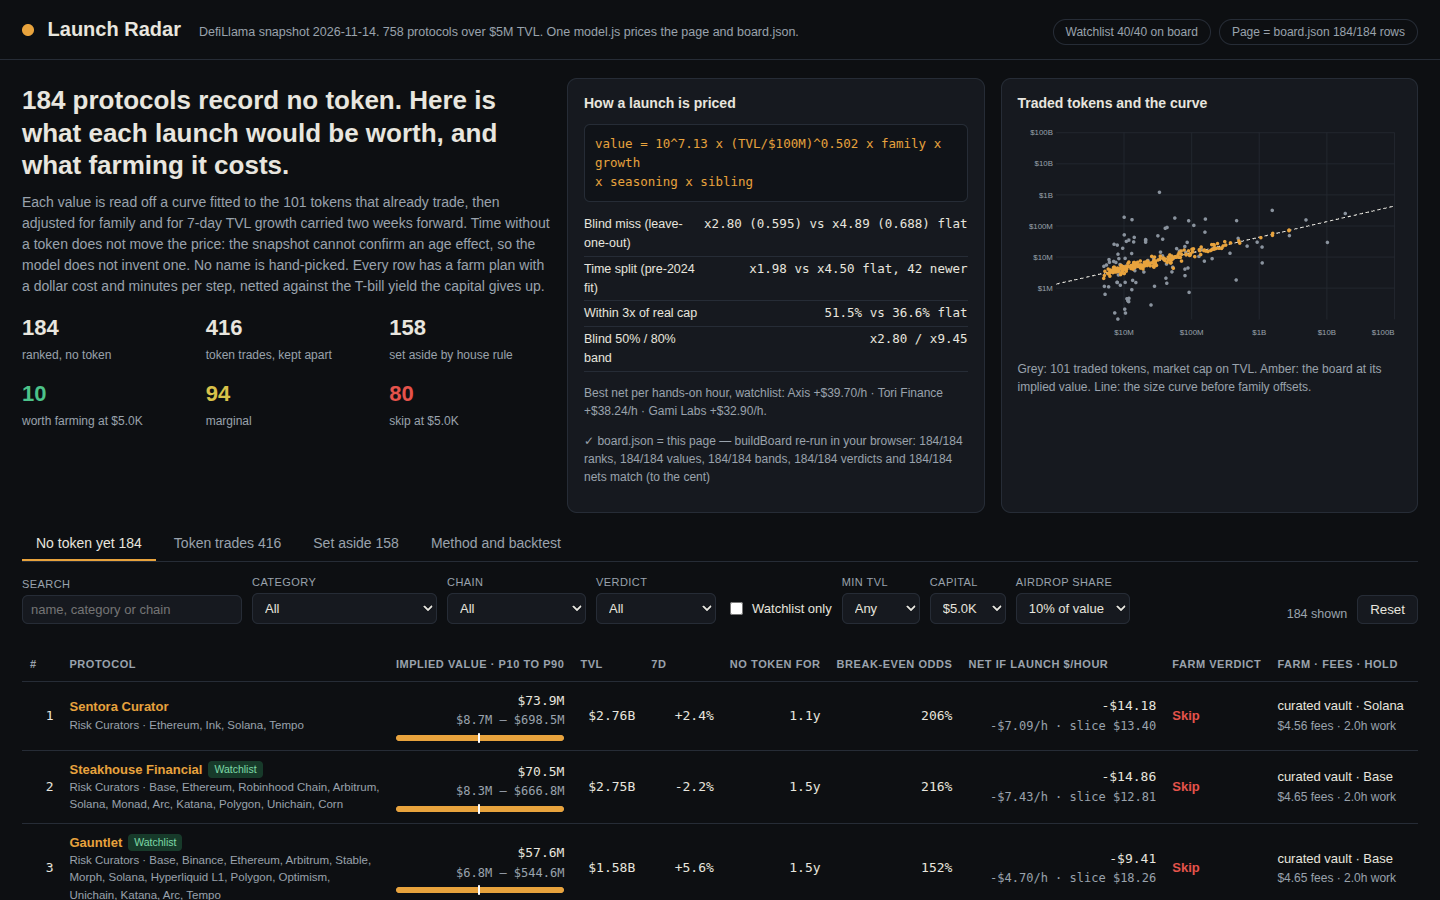 Launch Radar
DefiLlama snapshot 2026-11-14. 758 protocols over $5M TVL. One model.js prices the page and board.json.
Watchlist 40/40 on board
Page = board.json 184/184 rows
184 protocols record no token. Here is
what each launch would be worth, and
what farming it costs.
Each value is read off a curve fitted to the 101 tokens that already trade, then
adjusted for family and for 7-day TVL growth carried two weeks forward. Time without
a token does not move the price: the snapshot cannot confirm an age effect, so the
model does not invent one. No name is hand-picked. Every row has a farm plan with
a dollar cost and minutes per step, netted against the T-bill yield the capital gives up.
184
ranked, no token
416
token trades, kept apart
158
set aside by house rule
10
worth farming at $5.0K
94
marginal
80
skip at $5.0K
How a launch is priced
value = 10^7.13 x (TVL/$100M)^0.502 x family x
growth
x seasoning x sibling
Blind miss (leave-
one-out)
x2.80 (0.595) vs x4.89 (0.688) flat
Time split (pre-2024
fit)
x1.98 vs x4.50 flat, 42 newer
Within 3x of real cap
51.5% vs 36.6% flat
Blind 50% / 80%
band
x2.80 / x9.45
Best net per hands-on hour, watchlist: Axis +$39.70/h · Tori Finance
+$38.24/h · Gami Labs +$32.90/h.
✓ board.json = this page — buildBoard re-run in your browser: 184/184
ranks, 184/184 values, 184/184 bands, 184/184 verdicts and 184/184
nets match (to the cent)
Traded tokens and the curve
$100B
$10B
$1B
$100M
$10M
$1M
$10M
$100M
$1B
$10B
$100B
Grey: 101 traded tokens, market cap on TVL. Amber: the board at its
implied value. Line: the size curve before family offsets.
No token yet 184
Token trades 416
Set aside 158
Method and backtest
SEARCH
name, category or chain
CATEGORY
All
CHAIN
All
VERDICT
All
Watchlist only
MIN TVL
Any
CAPITAL
$5.0K
AIRDROP SHARE
10% of value
184 shown
Reset
# PROTOCOL IMPLIED VALUE · P10 TO P90 TVL 7D NO TOKEN FOR BREAK-EVEN ODDS NET IF LAUNCH $/HOUR FARM VERDICT FARM · FEES · HOLD
1
Sentora Curator
Risk Curators · Ethereum, Ink, Solana, Tempo
$73.9M
$8.7M — $698.5M
$2.76B
+2.4%
1.1y
206%
-$14.18
-$7.09/h · slice $13.40
Skip
curated vault · Solana
$4.56 fees · 2.0h work
2
Steakhouse Financial Watchlist
Risk Curators · Base, Ethereum, Robinhood Chain, Arbitrum,
Solana, Monad, Arc, Katana, Polygon, Unichain, Corn
$70.5M
$8.3M — $666.8M
$2.75B
-2.2%
1.5y
216%
-$14.86
-$7.43/h · slice $12.81
Skip
curated vault · Base
$4.65 fees · 2.0h work
3
Gauntlet Watchlist
Risk Curators · Base, Binance, Ethereum, Arbitrum, Stable,
Morph, Solana, Hyperliquid L1, Polygon, Optimism,
Unichain, Katana, Arc, Tempo
$57.6M
$6.8M — $544.6M
$1.58B
+5.6%
1.5y
152%
-$9.41
-$4.70/h · slice $18.26
Skip
curated vault · Base
$4.65 fees · 2.0h work